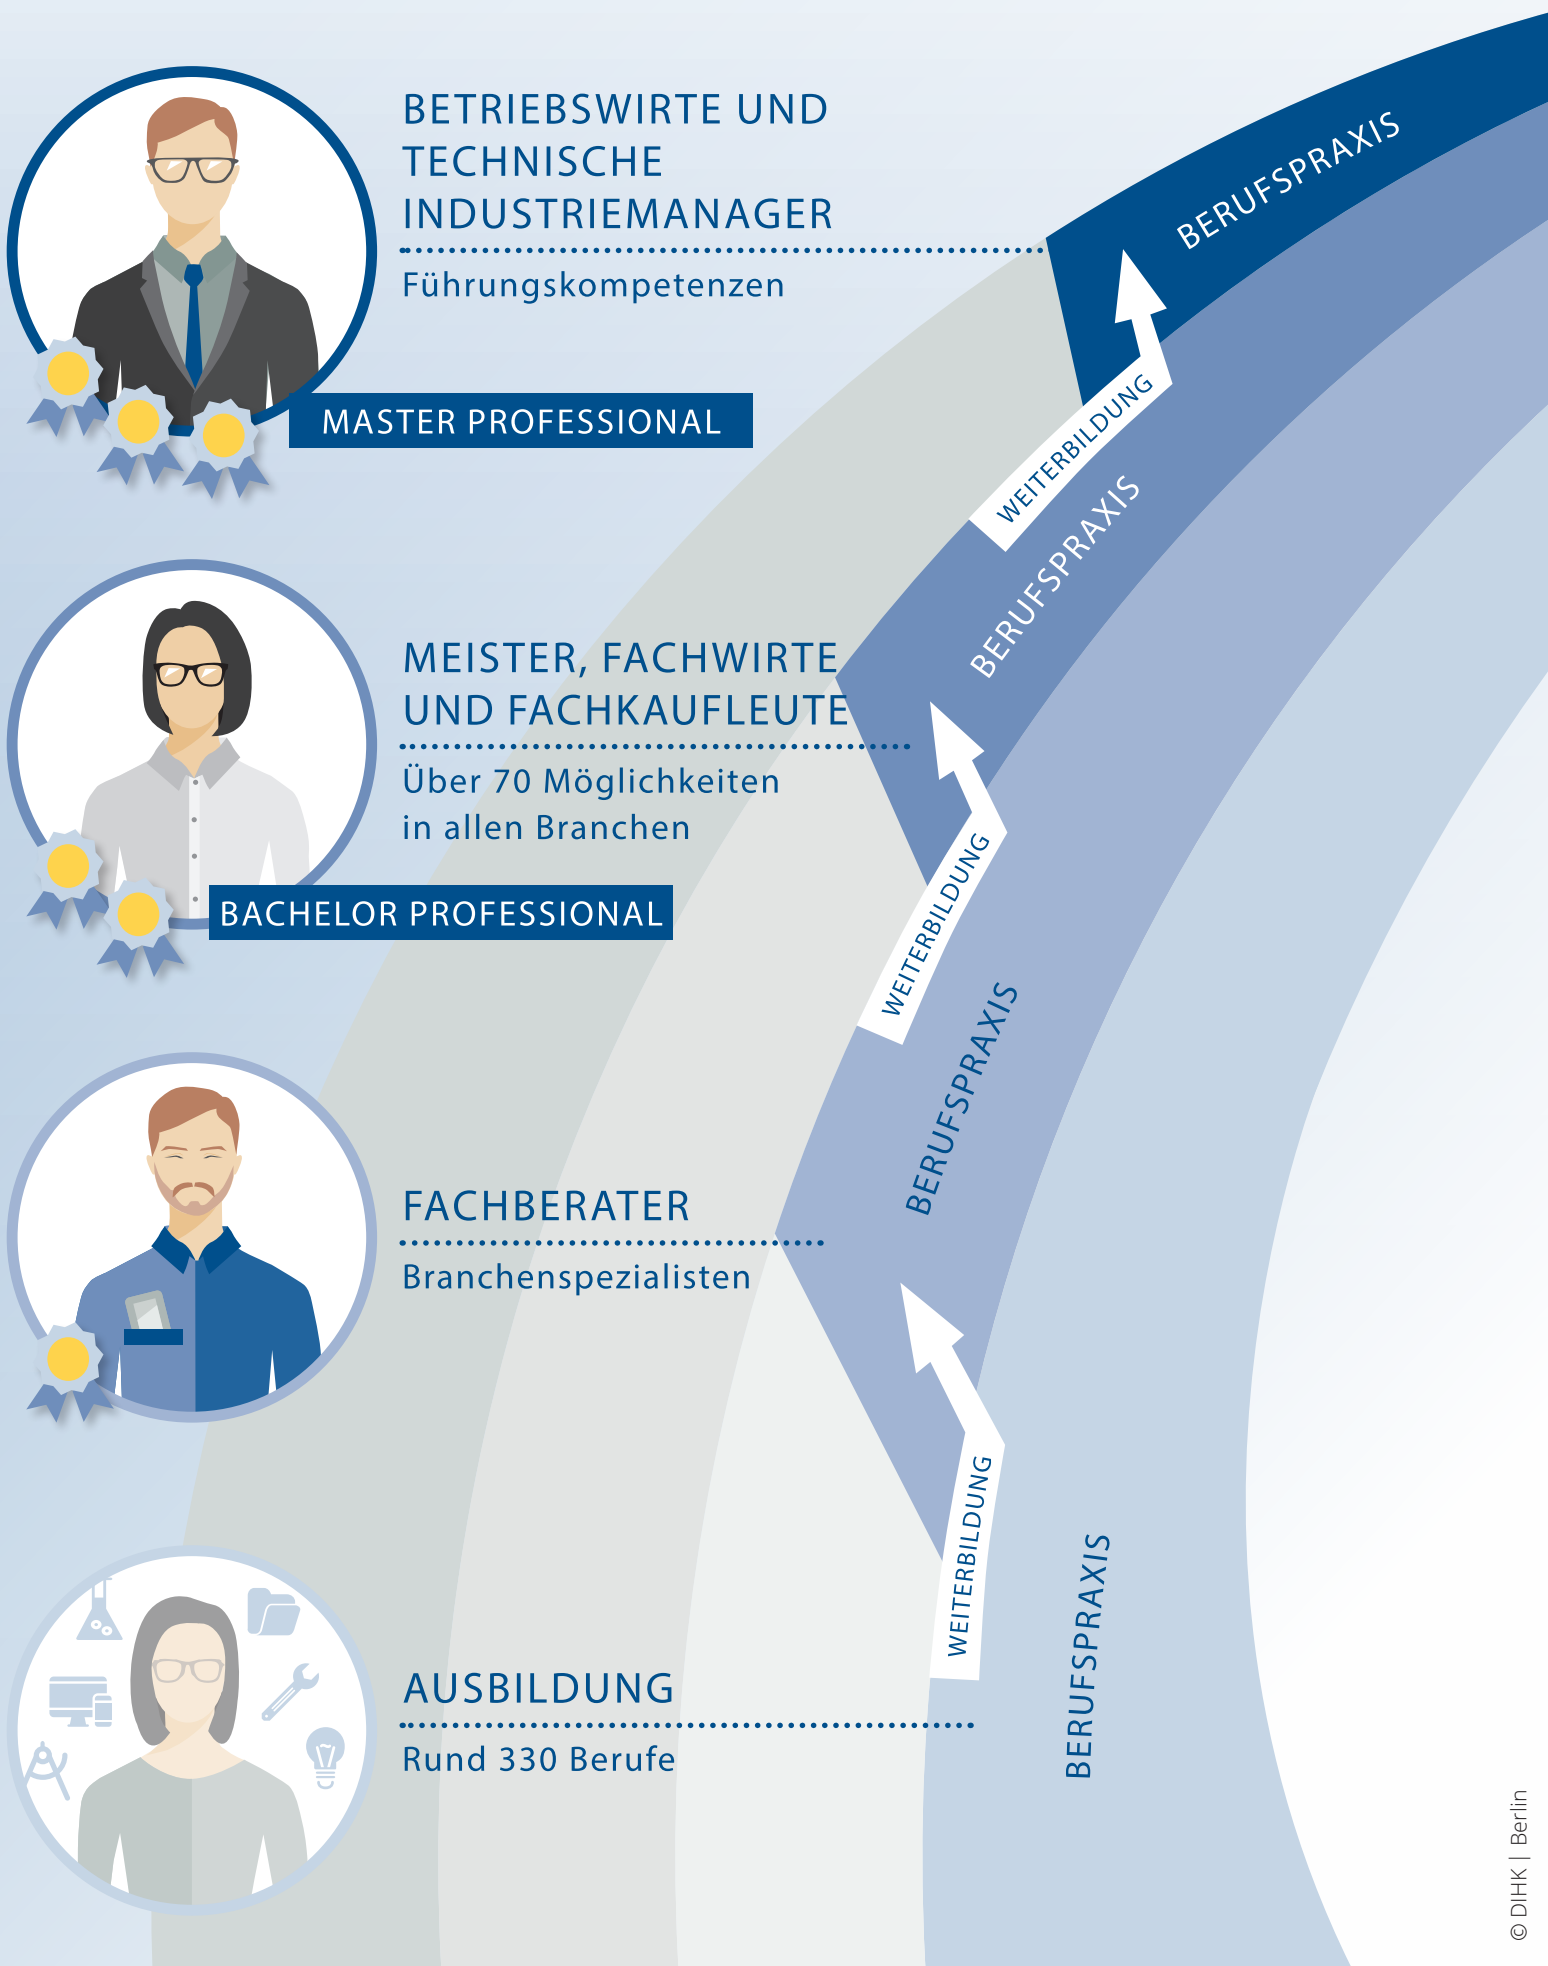 BETRIEBSWIRTE UND
TECHNISCHE
INDUSTRIEMANAGER
Führungskompetenzen
MASTER PROFESSIONAL
BERUFSPRAXIS
WEITERBILDUNG
BERUFSPRAXIS
MEISTER, FACHWIRTE
UND FACHKAUFLEUTE
Über 70 Möglichkeiten
in allen Branchen
BACHELOR PROFESSIONAL
WEITERBILDUNG
BERUFSPRAXIS
FACHBERATER
Branchenspezialisten
WEITERBILDUNG
BERUFSPRAXIS
AUSBILDUNG
Rund 330 Berufe
© DIHK | Berlin